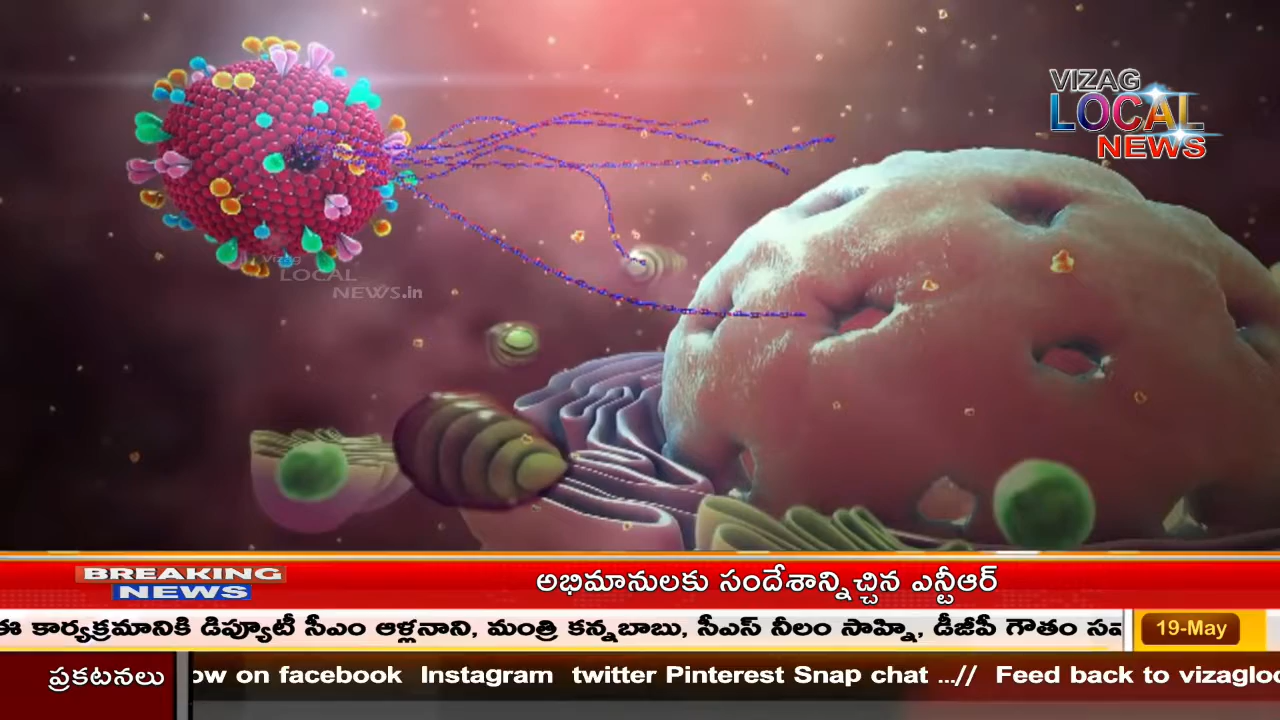 VIZAG
LOCAL
NEWS
Vizag
LOCAL
NEWS.in
BREAKING
NEWS
అభిమానులకు సందేశాన్నిచ్చిన ఎన్టీఆర్
ఈ కార్యక్రమానికి డిప్యూటీ సీఎం ఆళ్లనాని, మంత్రి కన్నబాబు, సీఎస్ నీలం సాహ్ని, డీజీపీ గౌతం
19-May
ప్రకటనలు
ow on facebook Instagram twitter Pinterest Snap chat ...// Feed back to vizagloc